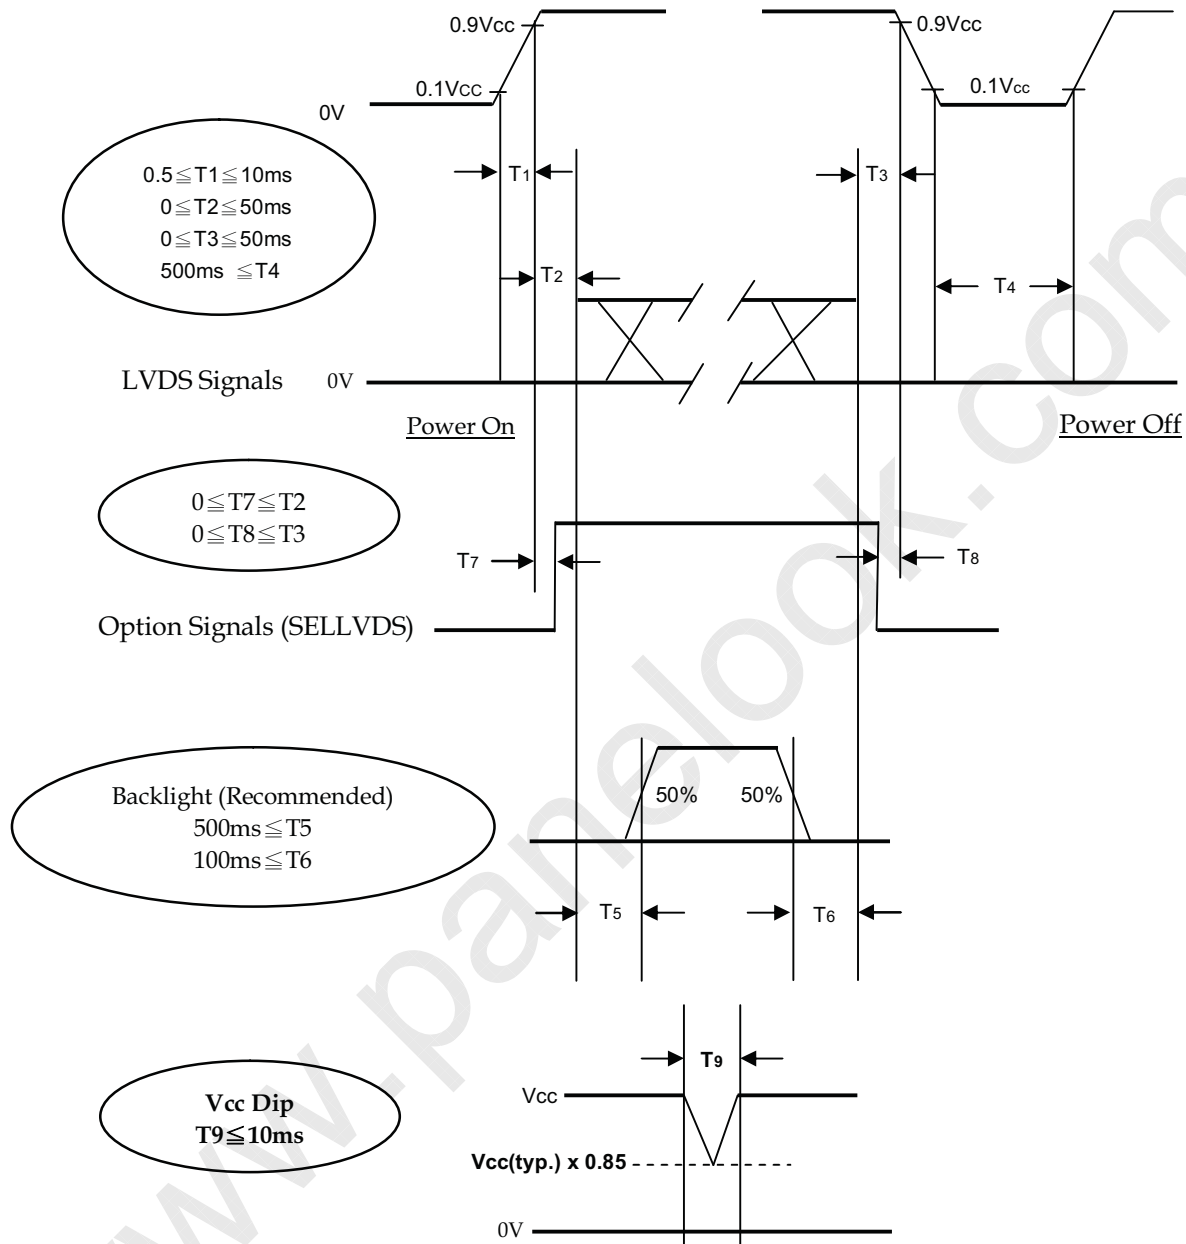 0.9Vcc
0.9Vcc
0.1Vcc
0.1Vcc
0V
0.5≦T1≦10ms
0≦T2≦50ms
0≦T3≦50ms
500ms ≦T4
T1
T3
T2
T4
LVDS Signals
0V
Power On
Power Off
0≦T7≦T2
0≦T8≦T3
T7
T8
Option Signals (SELLVDS)
Backlight (Recommended)
500ms≦T5
100ms≦T6
50%
50%
T5
T6
Vcc Dip
T9≦10ms
T9
Vcc
Vcc(typ.) x 0.85
0V
www.panelook.com